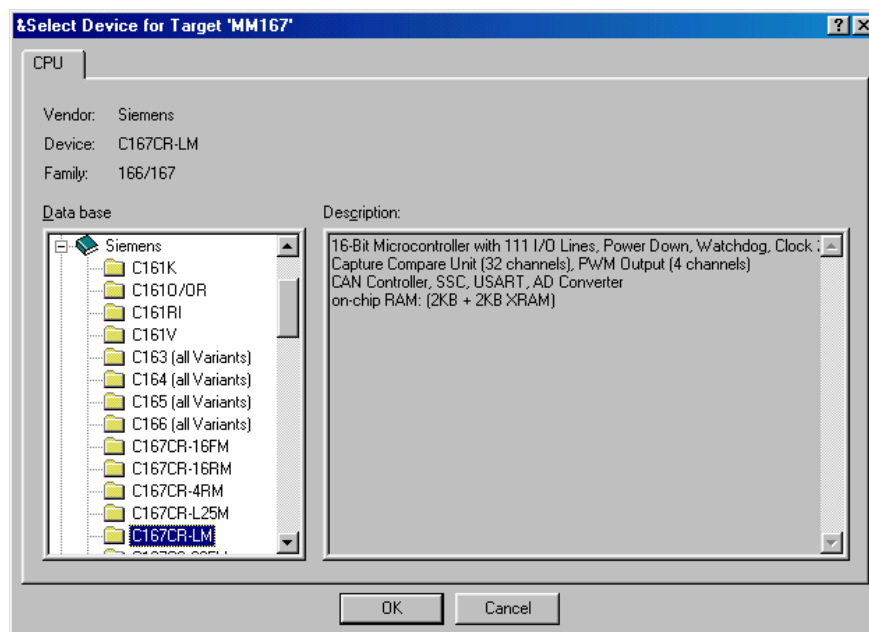 &Select Device for Target 'MM167'
CPU
Vendor: Siemens
Device: C167CR-LM
Family: 166/167
Data base
Siemens
C161K
C161O/OR
C161RI
C161V
C163 (all Variants)
C164 (all Variants)
C165 (all Variants)
C166 (all Variants)
C167CR-16FM
C167CR-16RM
C167CR-4RM
C167CR-L25M
C167CR-LM
Description:
16-Bit Microcontroller with 111 I/O Lines, Power Down, Watchdog, Clock
Capture Compare Unit (32 channels), PWM Output (4 channels)
CAN Controller, SSC, USART, AD Converter
on-chip RAM: (2KB + 2KB XRAM)
OK Cancel